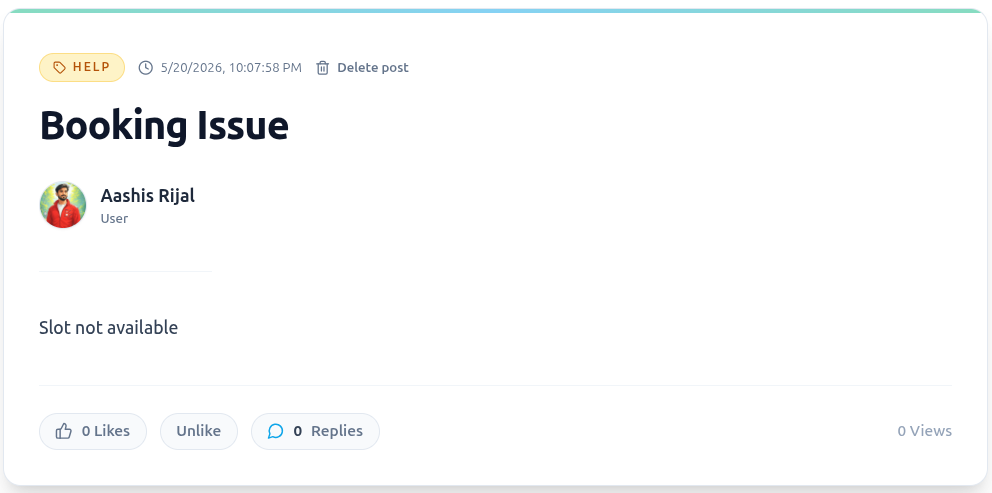 HELP 5/20/2026, 10:07:58 PM Delete post
Booking Issue
Aashis Rijal
User
Slot not available
0 Likes Unlike 0 Replies 0 Views